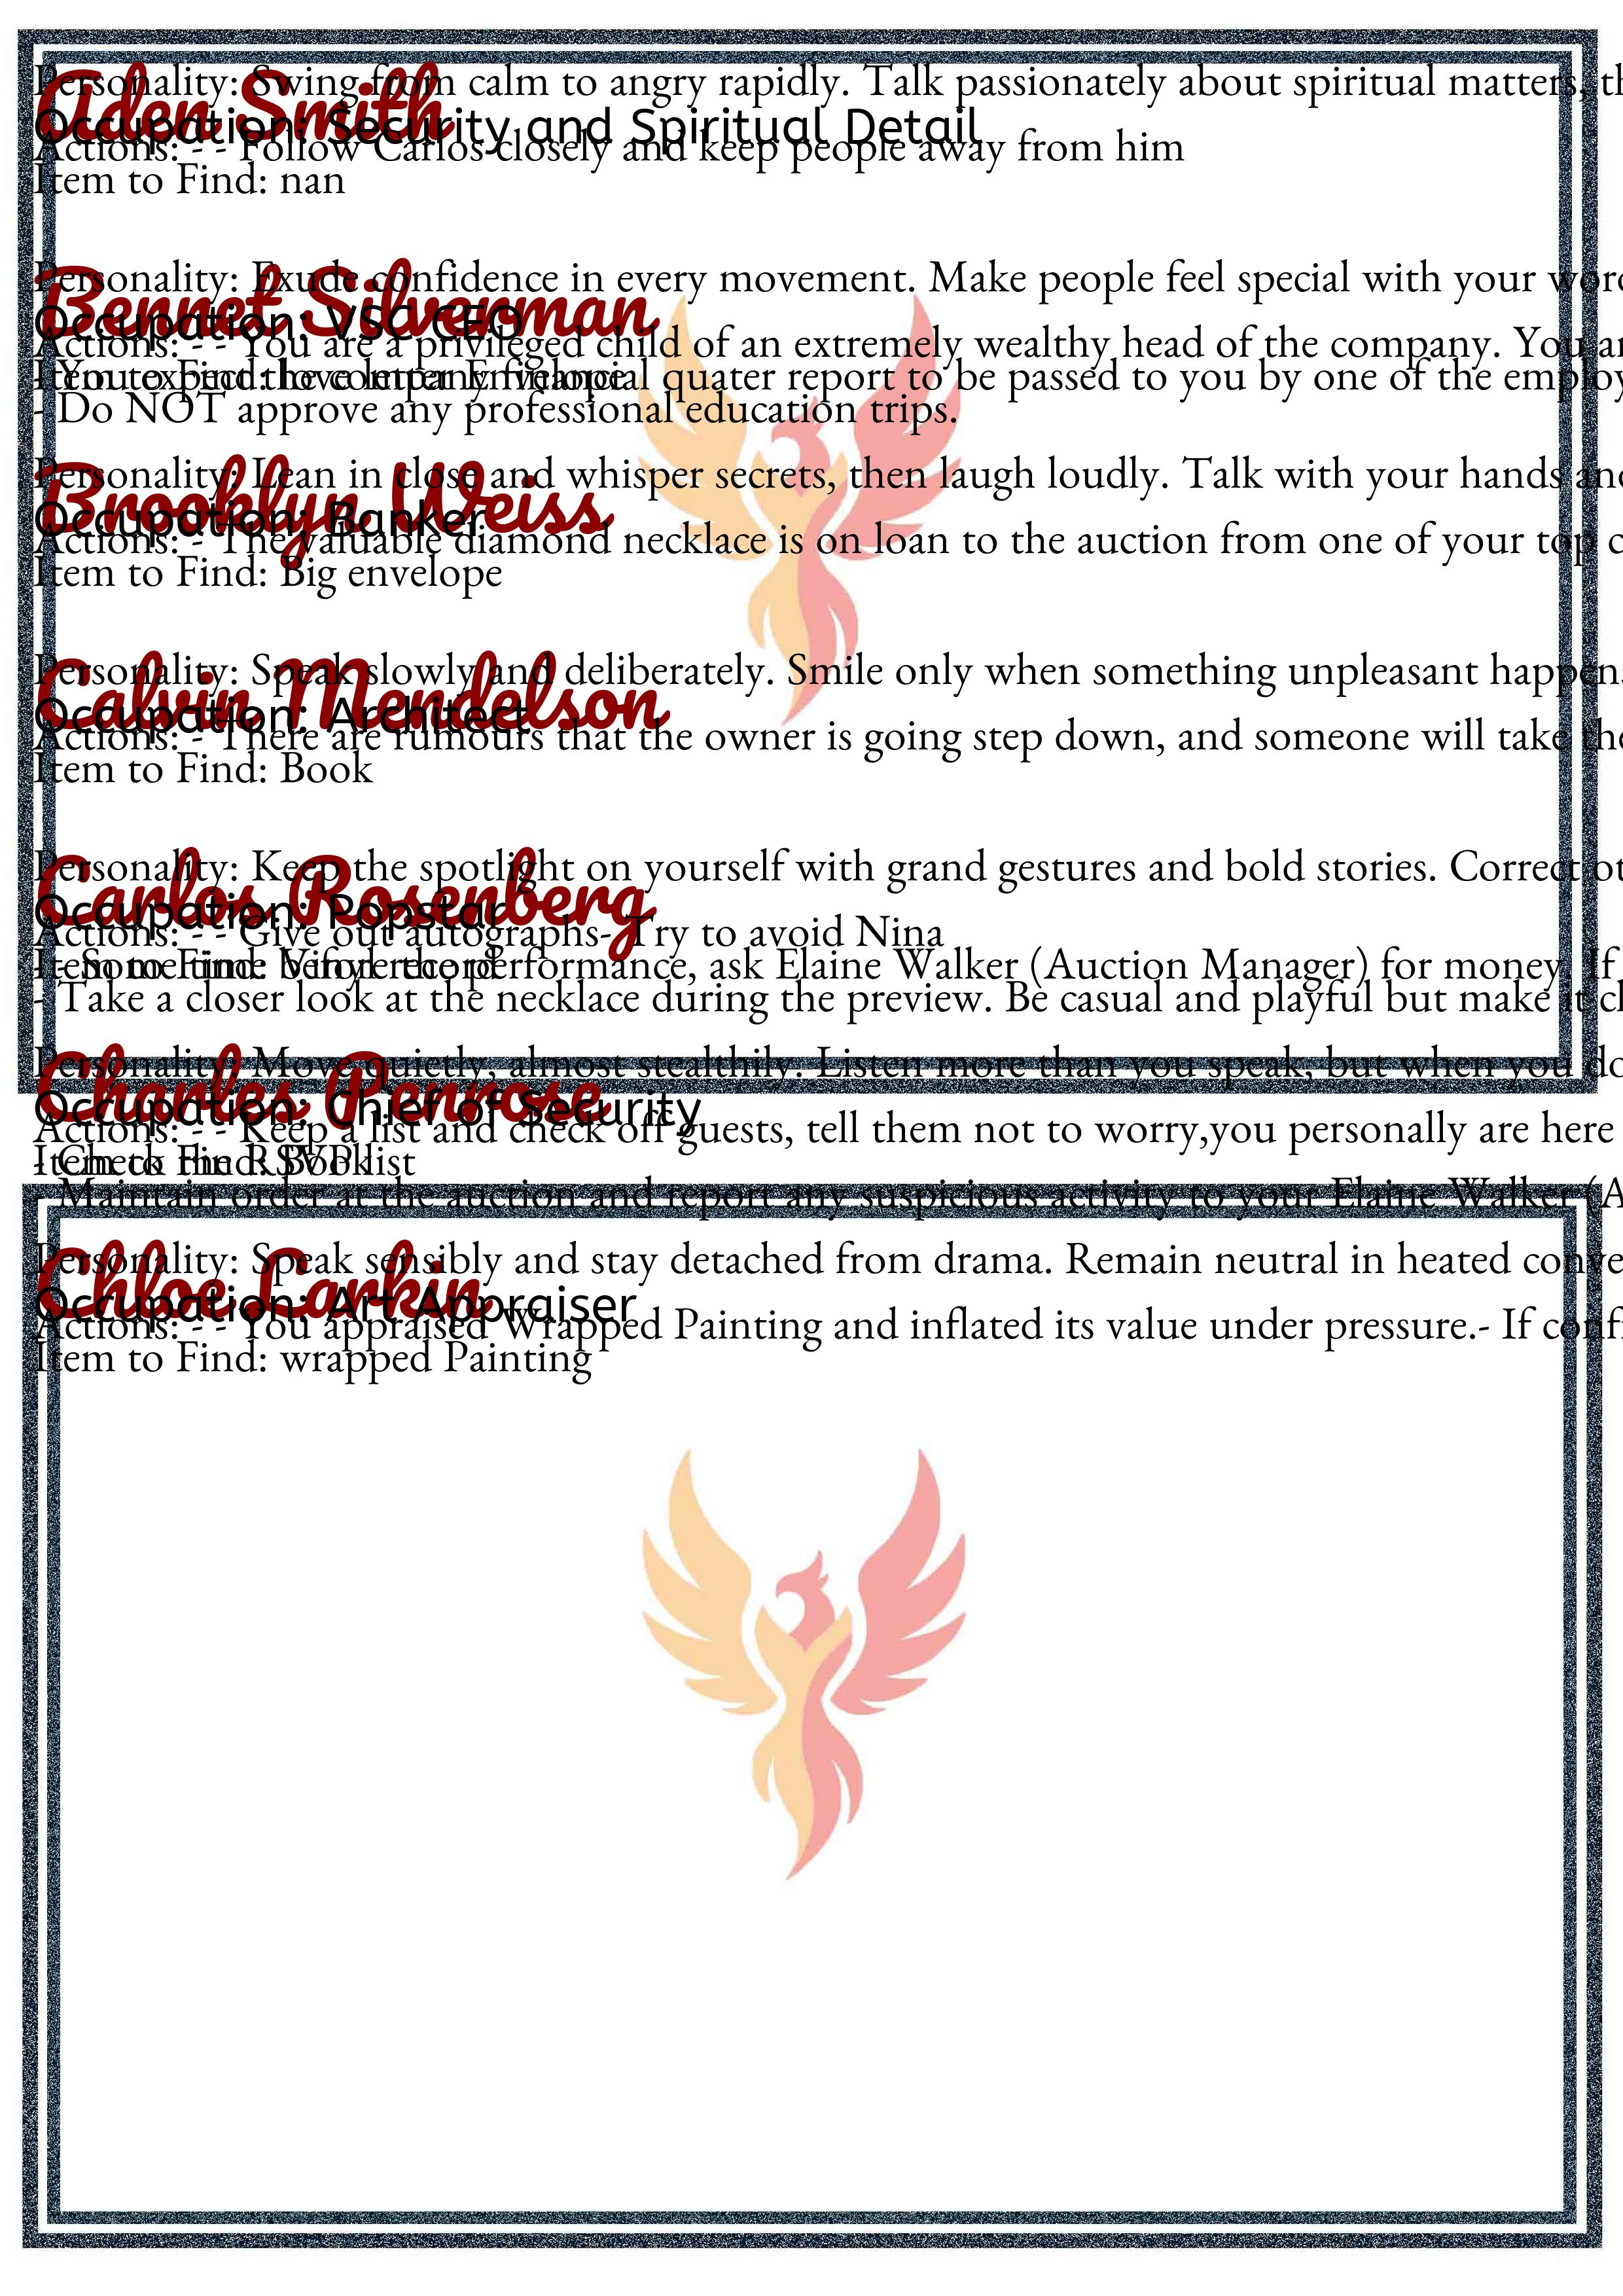 Aden Smith
Personality: Swing from calm to angry rapidly. Talk passionately about spiritual matters, th
Occupation: Security and Spiritual Detail
Actions: - - Follow Carlos closely and keep people away from him
Item to Find: nan
Bennet Silverman
Personality: Exude confidence in every movement. Make people feel special with your wor
Occupation: VSC CFO
Actions: - - You are a privileged child of an extremely wealthy head of the company. You ar
Item to Find: love letter Envelope
- You expect the company financial quater report to be passed to you by one of the employ
- Do NOT approve any professional education trips.
Brooklyn Weiss
Personality: Lean in close and whisper secrets, then laugh loudly. Talk with your hands and
Occupation: Banker
Actions: - The valuable diamond necklace is on loan to the auction from one of your top c
Item to Find: Big envelope
Calvin Mendelson
Personality: Speak slowly and deliberately. Smile only when something unpleasant happens
Occupation: Architect
Actions: - There are rumours that the owner is going step down, and someone will take the
Item to Find: Book
Carlos Rosenberg
Personality: Keep the spotlight on yourself with grand gestures and bold stories. Correct ot
Occupation: Popstar
Actions: - - Give out autographs- Try to avoid Nina
Item to Find: Vinyl record
- Some time before the performance, ask Elaine Walker (Auction Manager) for money. If
- Take a closer look at the necklace during the preview. Be casual and playful but make it cl
Charles Penrose
Personality: Move quietly, almost stealthily. Listen more than you speak, but when you do
Occupation: Chief of Security
Actions: - - Keep a list and check off guests, tell them not to worry,you personally are here
Item to Find: Book
- Check the RSVP list
- Maintain order at the auction and report any suspicious activity to your Elaine Walker (A
Chloe Larkin
Personality: Speak sensibly and stay detached from drama. Remain neutral in heated conve
Occupation: Art Appraiser
Actions: - - You appraised Wrapped Painting and inflated its value under pressure.- If conf
Item to Find: wrapped Painting